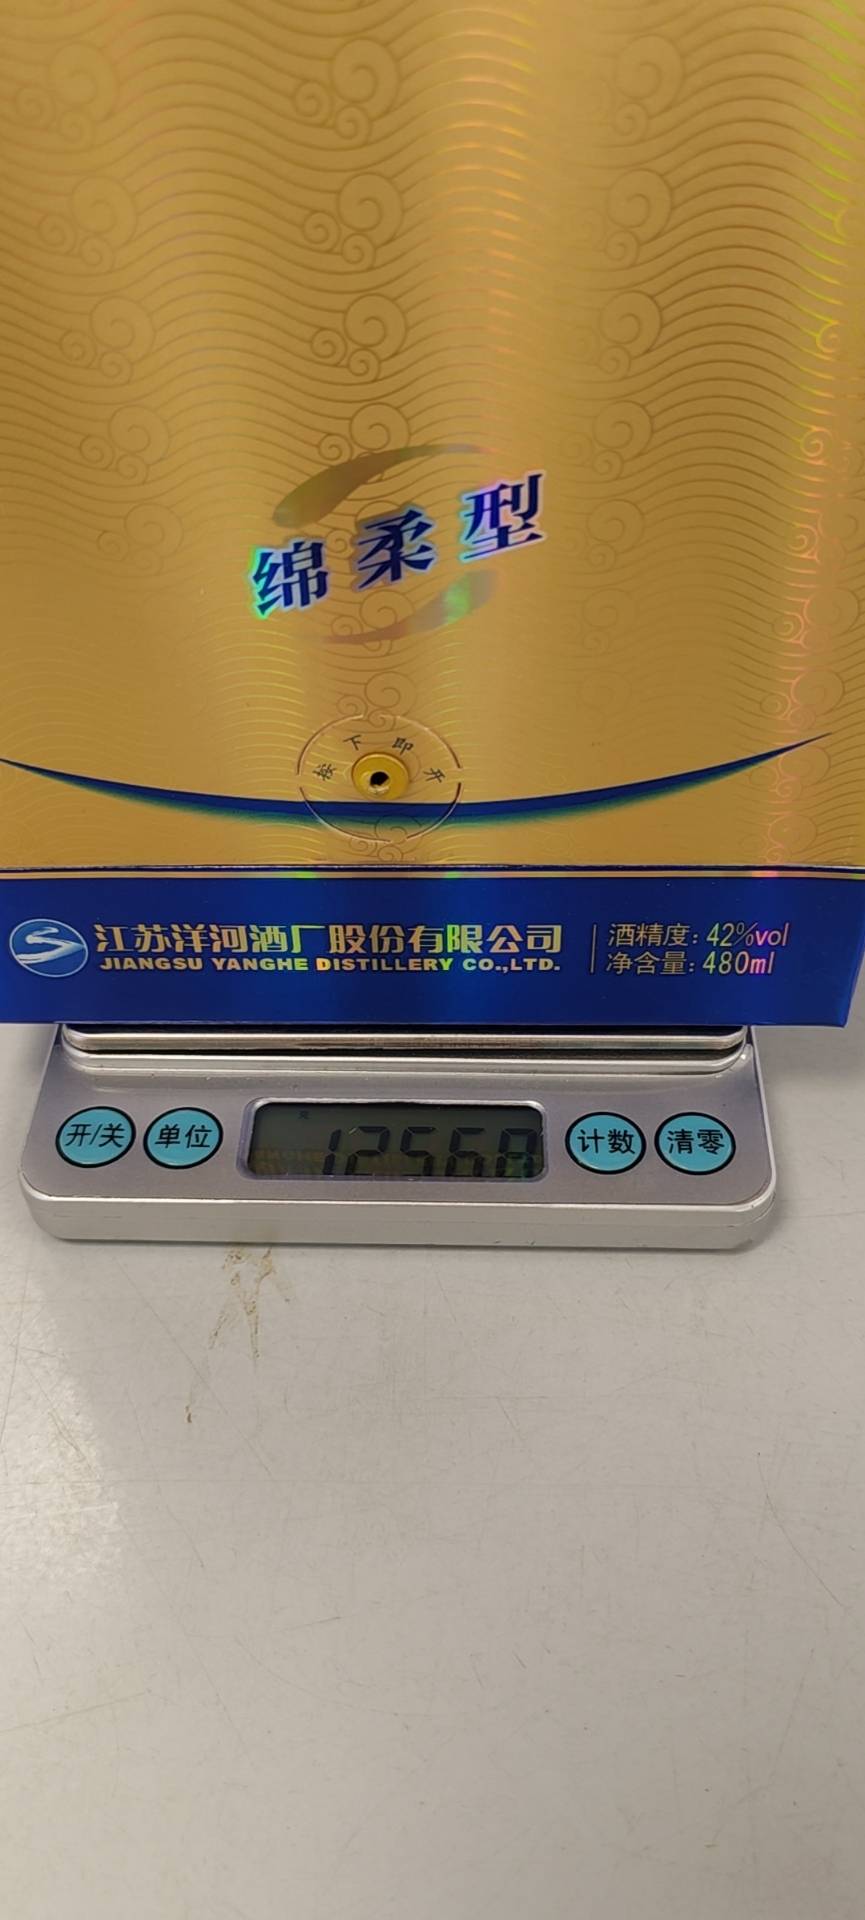 绵柔型
按下即开
江苏洋河酒厂股份有限公司
JIANGSU YANGHE DISTILLERY CO.,LTD.
酒精度：42%vol
净含量：480ml
开/关
单位
计数
清零